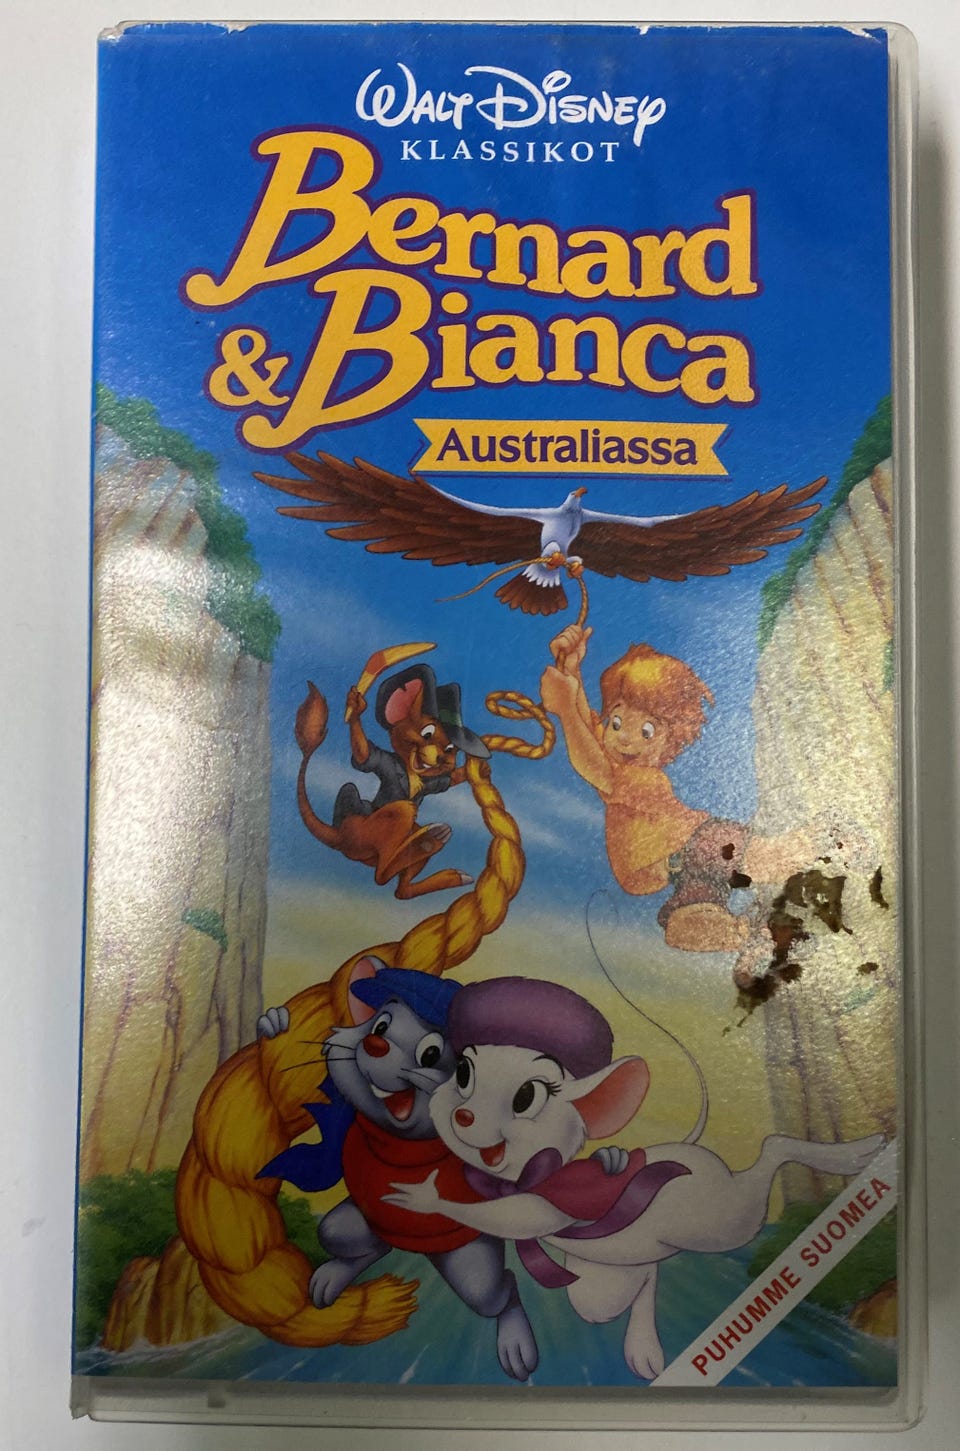 WALT DISNEY
KLASSIKOT
Bernard
& Bianca
Australiassa
PUHUMME SUOMEA